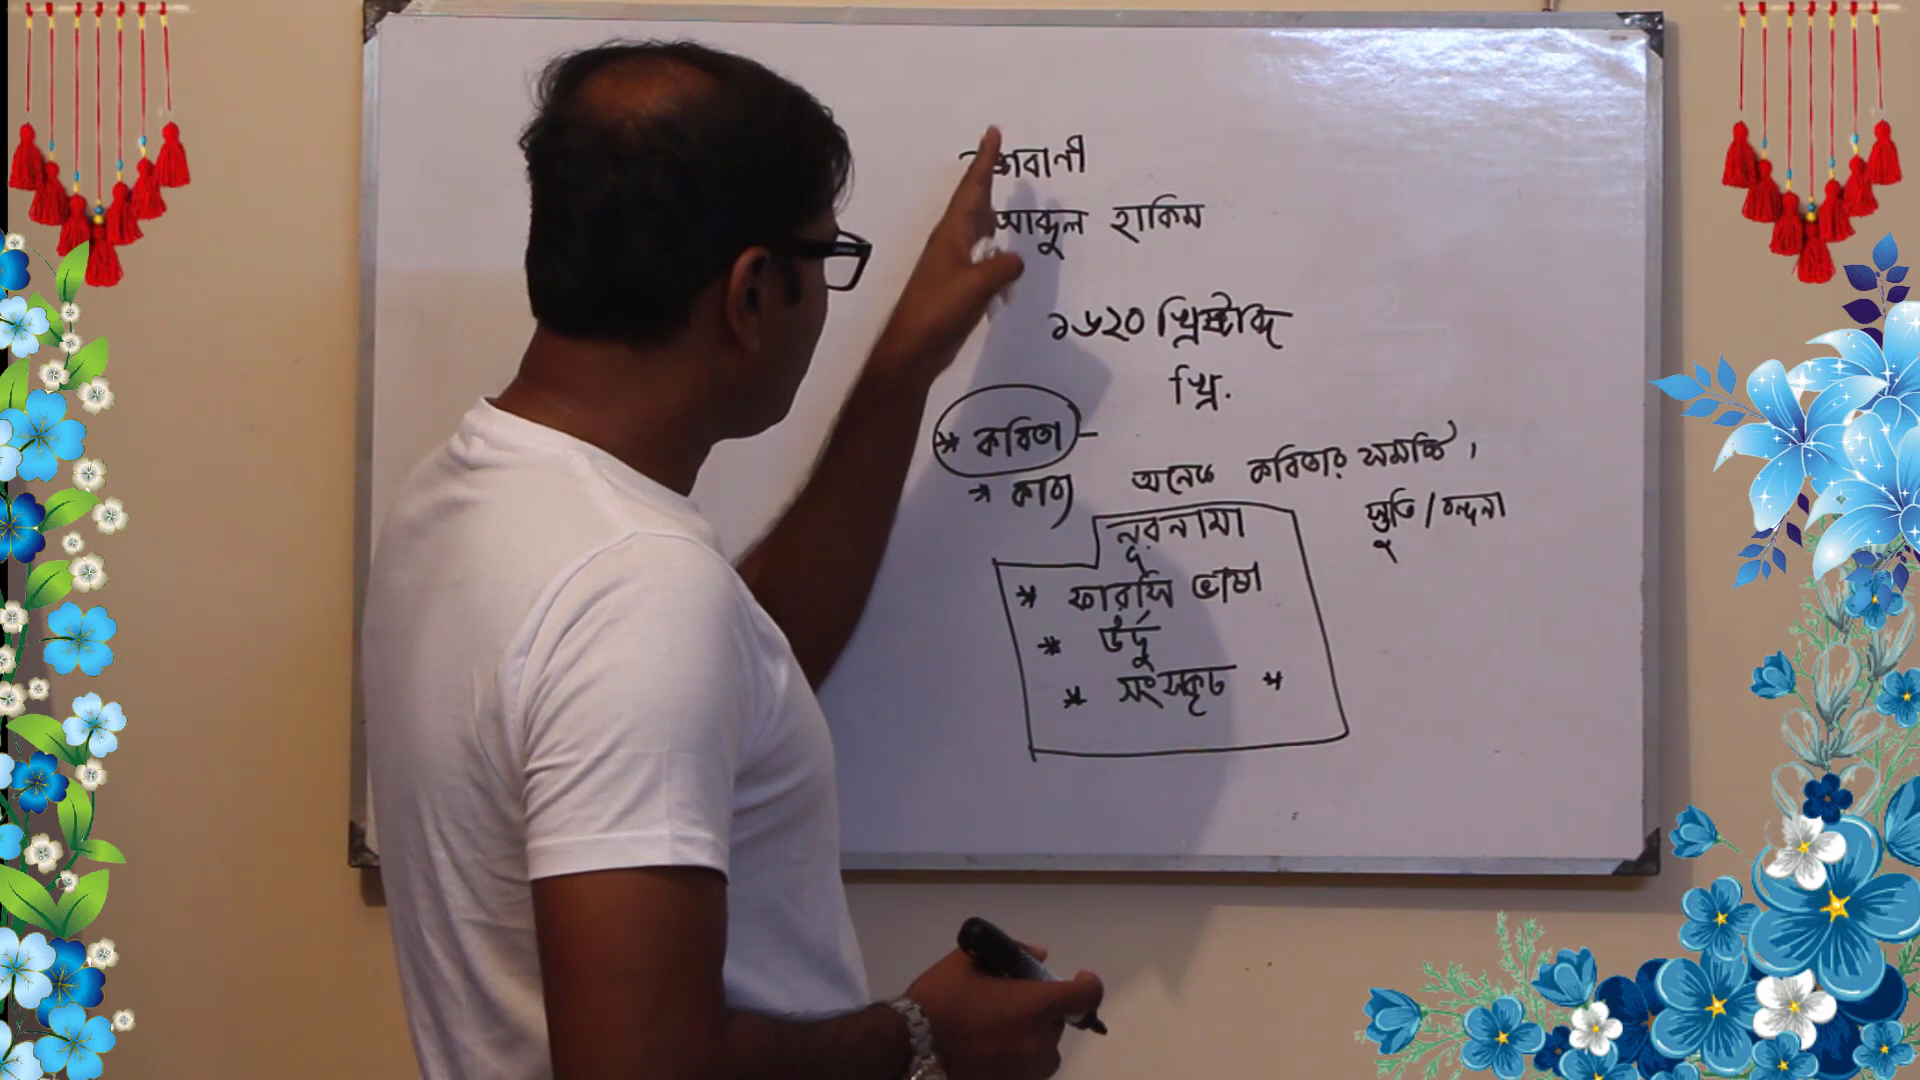 আব্দুল হাকিম
১৬২০ খ্রিষ্টাব্দ
খ্রি.
* কবিতা -
* কাব্য অনেক কবিতার সমষ্টি,
স্তুতি / বন্দনা
নূরনামা
* ফারসি ভাষা
* উর্দু
* সংস্কৃত *